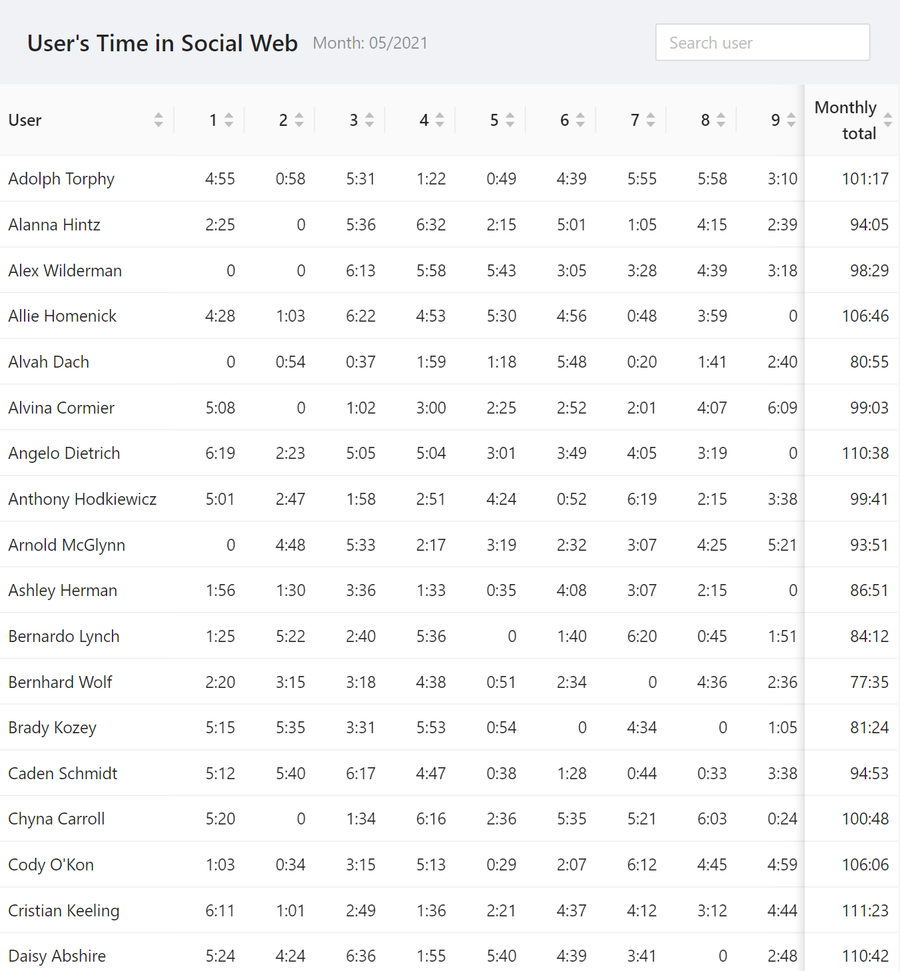 User's Time in Social Web Month: 05/2021 Search user
User 1 2 3 4 5 6 7 8 9 Monthly total
Adolph Torphy 4:55 0:58 5:31 1:22 0:49 4:39 5:55 5:58 3:10 101:17
Alanna Hintz 2:25 0 5:36 6:32 2:15 5:01 1:05 4:15 2:39 94:05
Alex Wilderman 0 0 6:13 5:58 5:43 3:05 3:28 4:39 3:18 98:29
Allie Homenick 4:28 1:03 6:22 4:53 5:30 4:56 0:48 3:59 0 106:46
Alvah Dach 0 0:54 0:37 1:59 1:18 5:48 0:20 1:41 2:40 80:55
Alvina Cormier 5:08 0 1:02 3:00 2:25 2:52 2:01 4:07 6:09 99:03
Angelo Dietrich 6:19 2:23 5:05 5:04 3:01 3:49 4:05 3:19 0 110:38
Anthony Hodkiewicz 5:01 2:47 1:58 2:51 4:24 0:52 6:19 2:15 3:38 99:41
Arnold McGlynn 0 4:48 5:33 2:17 3:19 2:32 3:07 4:25 5:21 93:51
Ashley Herman 1:56 1:30 3:36 1:33 0:35 4:08 3:07 2:15 0 86:51
Bernardo Lynch 1:25 5:22 2:40 5:36 0 1:40 6:20 0:45 1:51 84:12
Bernhard Wolf 2:20 3:15 3:18 4:38 0:51 2:34 0 4:36 2:36 77:35
Brady Kozey 5:15 5:35 3:31 5:53 0:54 0 4:34 0 1:05 81:24
Caden Schmidt 5:12 5:40 6:17 4:47 0:38 1:28 0:44 0:33 3:38 94:53
Chyna Carroll 5:20 0 1:34 6:16 2:36 5:35 5:21 6:03 0:24 100:48
Cody O'Kon 1:03 0:34 3:15 5:13 0:29 2:07 6:12 4:45 4:59 106:06
Cristian Keeling 6:11 1:01 2:49 1:36 2:21 4:37 4:12 3:12 4:44 111:23
Daisy Abshire 5:24 4:24 6:36 1:55 5:40 4:39 3:41 0 2:48 110:42